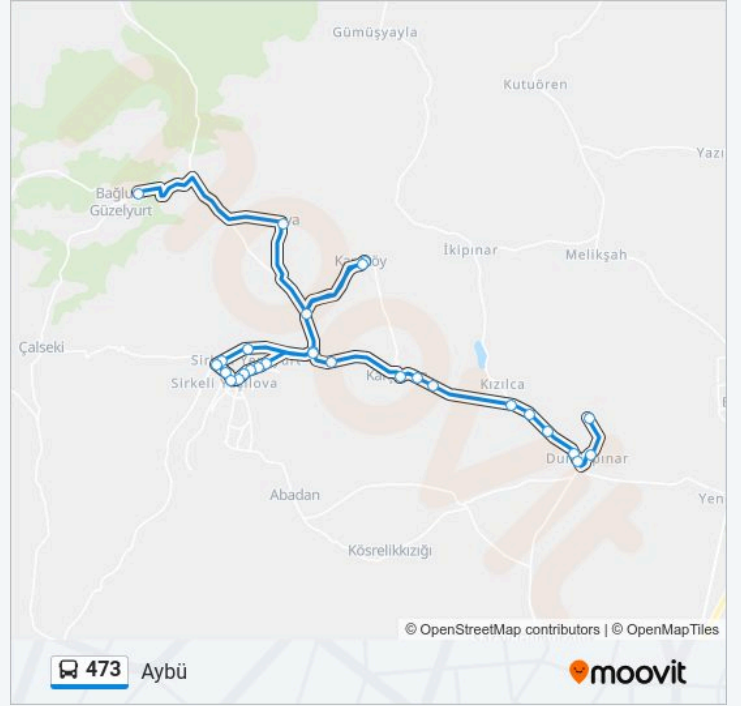 Gümüşyayla
Kutuören
Yazı
Bağlu
Güzelyurt
İkipınar
Melikşah
Çalseki
Sirkeli
Kızılca
Abadan
Yen
Kösrelikkızığı
© OpenStreetMap contributors | © OpenMapTiles
473 Aybü
moovit